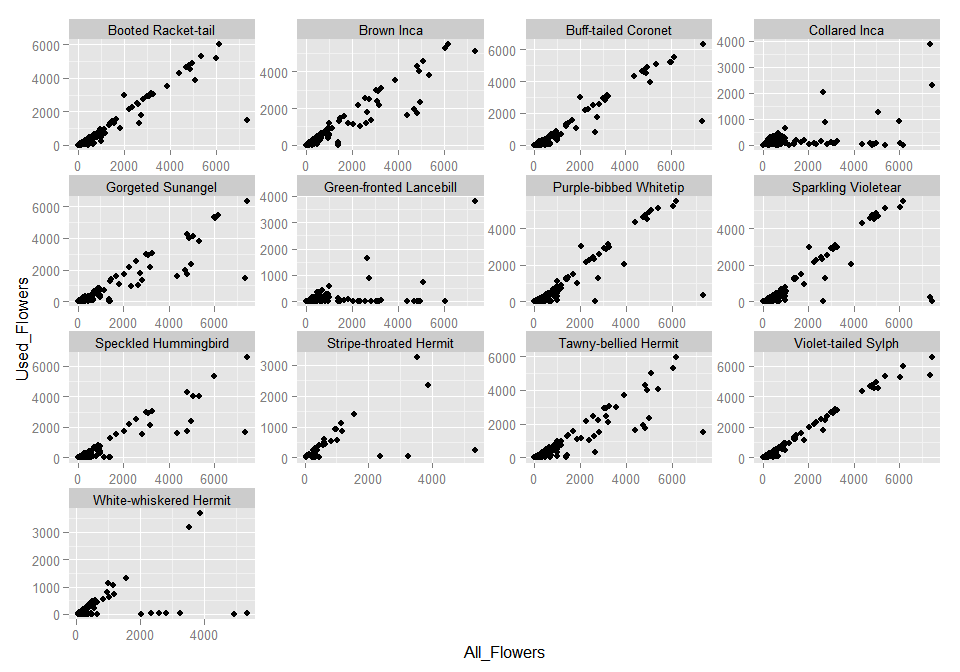 Booted Racket-tail Brown Inca Buff-tailed Coronet Collared Inca
6000 4000 2000 0
0 2000 4000 6000
4000 2000 0
0 2000 4000 6000
6000 4000 2000 0
0 2000 4000 6000
4000 3000 2000 1000 0
0 2000 4000 6000
Gorgeted Sunangel Green-fronted Lancebill Purple-bibbed Whitetip Sparkling Violetear
6000 4000 2000 0
0 2000 4000 6000
4000 3000 2000 1000 0
0 2000 4000 6000
5000 4000 3000 2000 1000 0
0 2000 4000 6000
5000 4000 3000 2000 1000 0
0 2000 4000 6000
Used_Flowers
Speckled Hummingbird Stripe-throated Hermit Tawny-bellied Hermit Violet-tailed Sylph
6000 4000 2000 0
0 2000 4000 6000
3000 2000 1000 0
0 2000 4000
6000 4000 2000 0
0 2000 4000 6000
6000 4000 2000 0
0 2000 4000 6000
White-whiskered Hermit
3000 2000 1000 0
0 2000 4000
All_Flowers